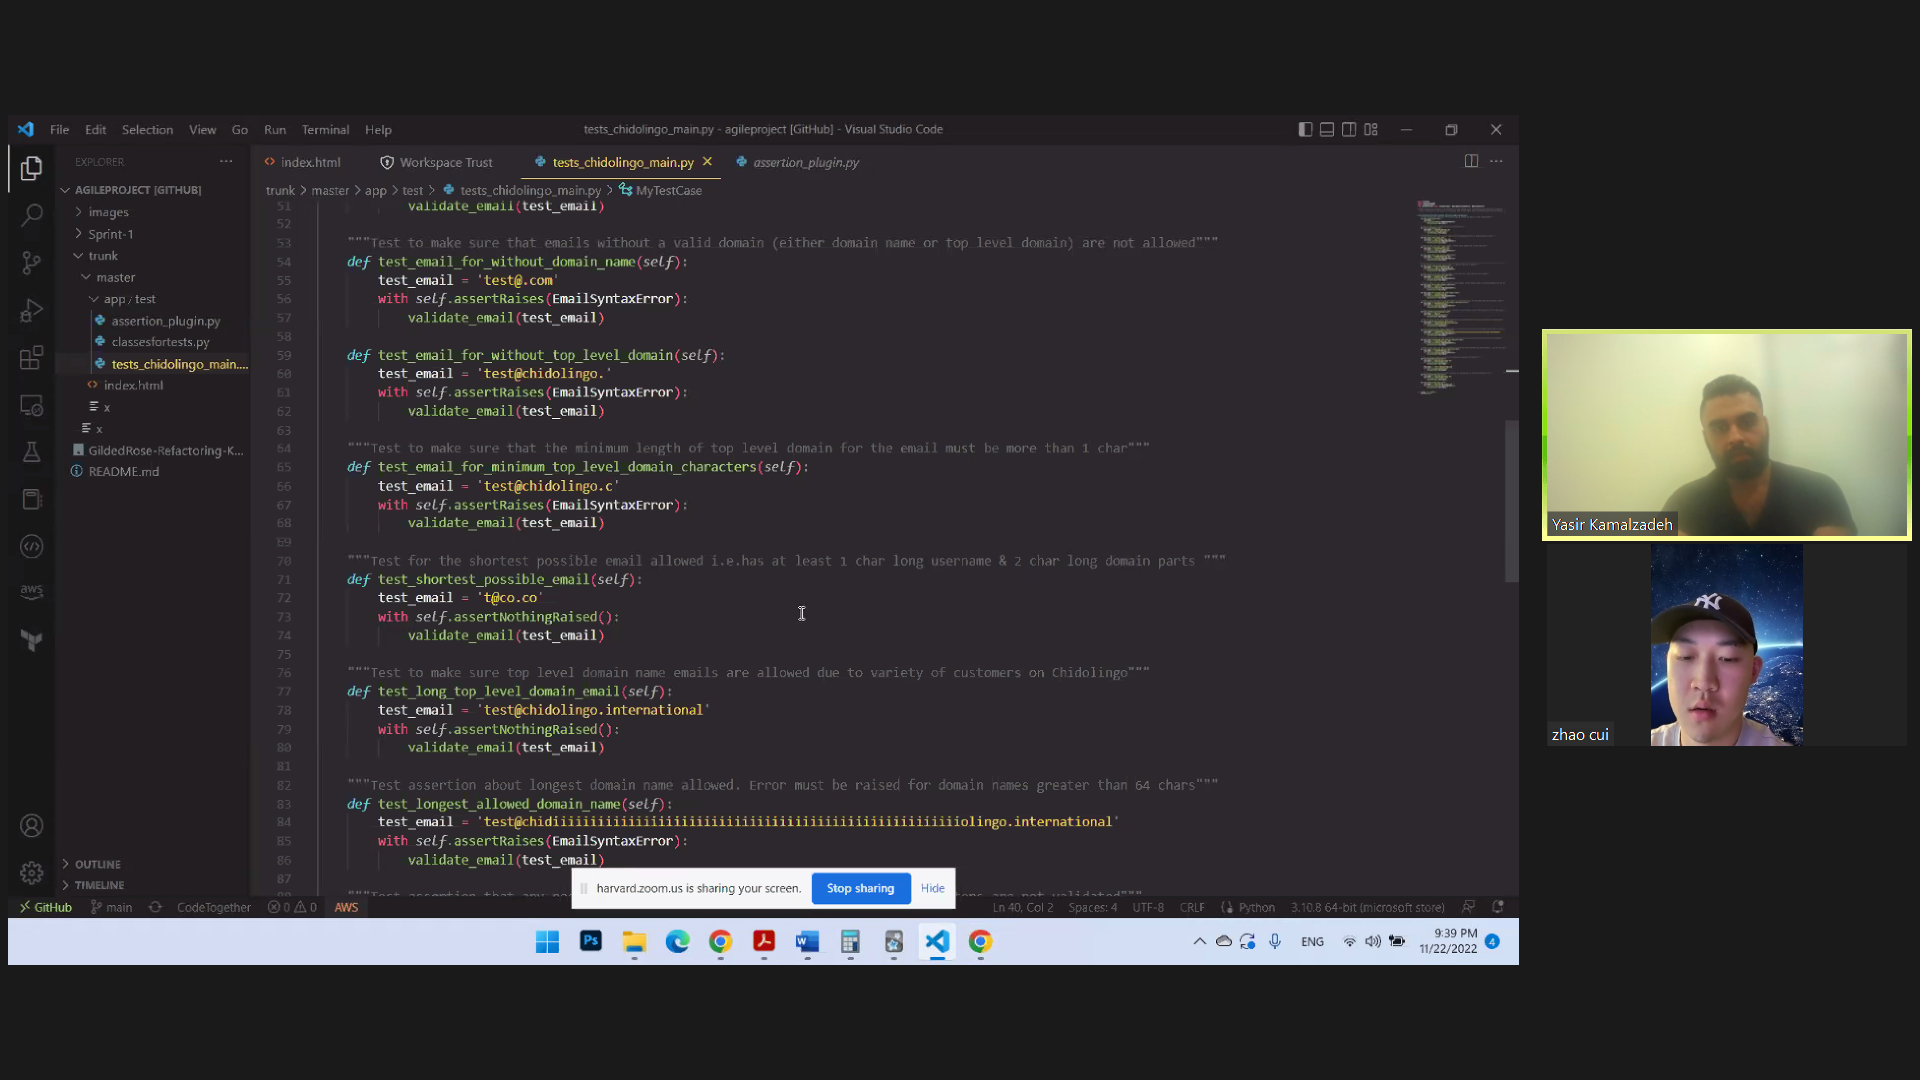 File Edit Selection View Go Run Terminal Help
tests_chidolingo_main.py - agileproject [GitHub] - Visual Studio Code
EXPLORER
index.html
Workspace Trust
tests_chidolingo_main.py
assertion_plugin.py
trunk > master > app > test > tests_chidolingo_main.py > MyTestCase
AGILEPROJECT [GITHUB]
images
Sprint-1
trunk
master
app / test
assertion_plugin.py
classesfortests.py
tests_chidolingo_main....
index.html
x
x
GildedRose-Refactoring-K...
README.md
OUTLINE
TIMELINE
51 validate_email(test_email)
52
53 """Test to make sure that emails without a valid domain (either domain name or top level domain) are not allowed"""
54 def test_email_for_without_domain_name(self):
55 test_email = 'test@.com'
56 with self.assertRaises(EmailSyntaxError):
57 validate_email(test_email)
58
59 def test_email_for_without_top_level_domain(self):
60 test_email = 'test@chidolingo.'
61 with self.assertRaises(EmailSyntaxError):
62 validate_email(test_email)
63
64 """Test to make sure that the minimum length of top level domain for the email must be more than 1 char"""
65 def test_email_for_minimum_top_level_domain_characters(self):
66 test_email = 'test@chidolingo.c'
67 with self.assertRaises(EmailSyntaxError):
68 validate_email(test_email)
69
70 """Test for the shortest possible email allowed i.e.has at least 1 char long username & 2 char long domain parts """
71 def test_shortest_possible_email(self):
72 test_email = 't@co.co'
73 with self.assertNothingRaised():
74 validate_email(test_email)
75
76 """Test to make sure top level domain name emails are allowed due to variety of customers on Chidolingo"""
77 def test_long_top_level_domain_email(self):
78 test_email = 'test@chidolingo.international'
79 with self.assertNothingRaised():
80 validate_email(test_email)
81
82 """Test assertion about longest domain name allowed. Error must be raised for domain names greater than 64 chars"""
83 def test_longest_allowed_domain_name(self):
84 test_email = 'test@chidiiiiiiiiiiiiiiiiiiiiiiiiiiiiiiiiiiiiiiiiiiiiiiiiiiiiiolingo.international'
85 with self.assertRaises(EmailSyntaxError):
86 validate_email(test_email)
87
harvard.zoom.us is sharing your screen. Stop sharing Hide
GitHub main CodeTogether 0 0 AWS
Ln 40, Col 2 Spaces: 4 UTF-8 CRLF Python 3.10.8 64-bit (microsoft store)
aws
Ps
ENG
9:39 PM
11/22/2022
4
Yasir Kamalzadeh
zhao cui